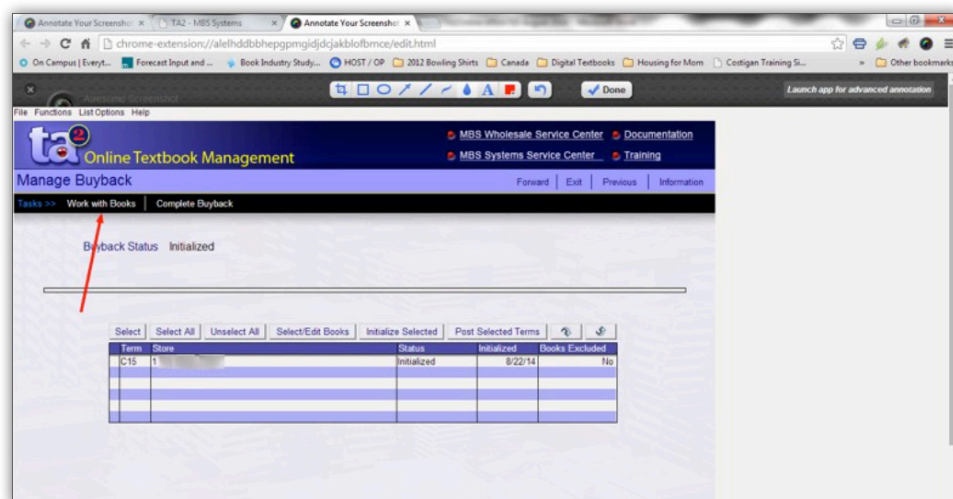 Annotate Your Screensho × TA2 - MBS Systems × Annotate Your Screenshot ×
chrome-extension://alelhddbbhepgpmgidjdcjakblofbmce/edit.html
On Campus | Everyt... Forecast Input and ... Book Industry Study... HOST / OP 2012 Bowling Shirts Canada Digital Textbooks Housing for Mom Costigan Training Si... » Other bookmarks
Awesome Screenshot A Done Launch app for advanced annotation
File Functions List Options Help
ta2 Online Textbook Management
MBS Wholesale Service Center Documentation
MBS Systems Service Center Training
Manage Buyback Forward | Exit | Previous | Information
Tasks >> Work with Books | Complete Buyback
Buyback Status Initialized
Select Select All Unselect All Select/Edit Books Initialize Selected Post Selected Terms
Term Store Status Initialized Books Excluded
C15 1 Initialized 8/22/14 No